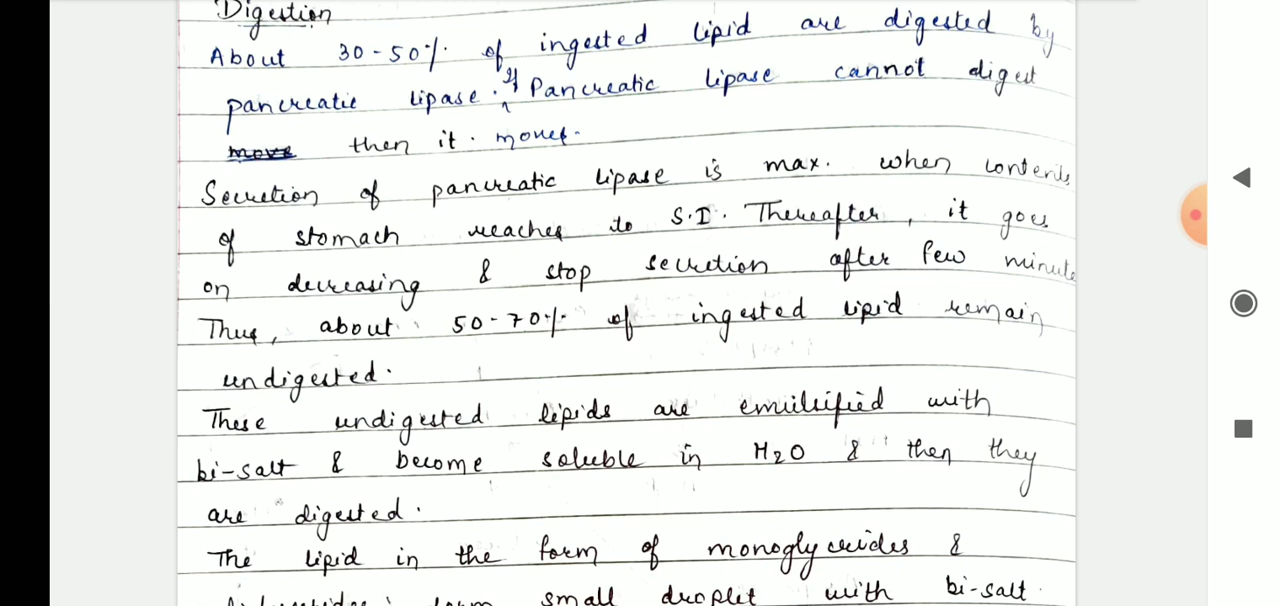 Digestion
About 30-50% of ingested lipid are digested by
pancreatic lipase. If Pancreatic lipase cannot digest
move then it. moves.
Secretion of pancreatic lipase is max. when contents
of stomach reaches to S.I. Thereafter, it goes
on decreasing & stop secretion after few minute
Thus, about 50-70% of ingested lipid remain
undigested.
These undigested lipids are emulsified with
bi-salt & become soluble in H2O & then they
are digested.
The lipid in the form of monoglycerides &
small droplet with bi-salt.